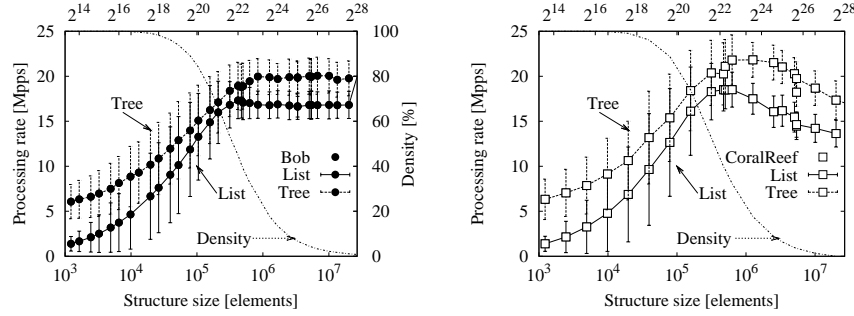 2^14 2^16 2^18 2^20 2^22 2^24 2^26 2^28
25
20
15
10
5
0
Processing rate [Mpps]
100
80
60
40
20
0
Density [%]
Tree
List
Density
Bob
List
Tree
10^3 10^4 10^5 10^6 10^7
Structure size [elements]
2^14 2^16 2^18 2^20 2^22 2^24 2^26 2^28
25
20
15
10
5
0
Processing rate [Mpps]
Tree
List
Density
CoralReef
List
Tree
10^3 10^4 10^5 10^6 10^7
Structure size [elements]